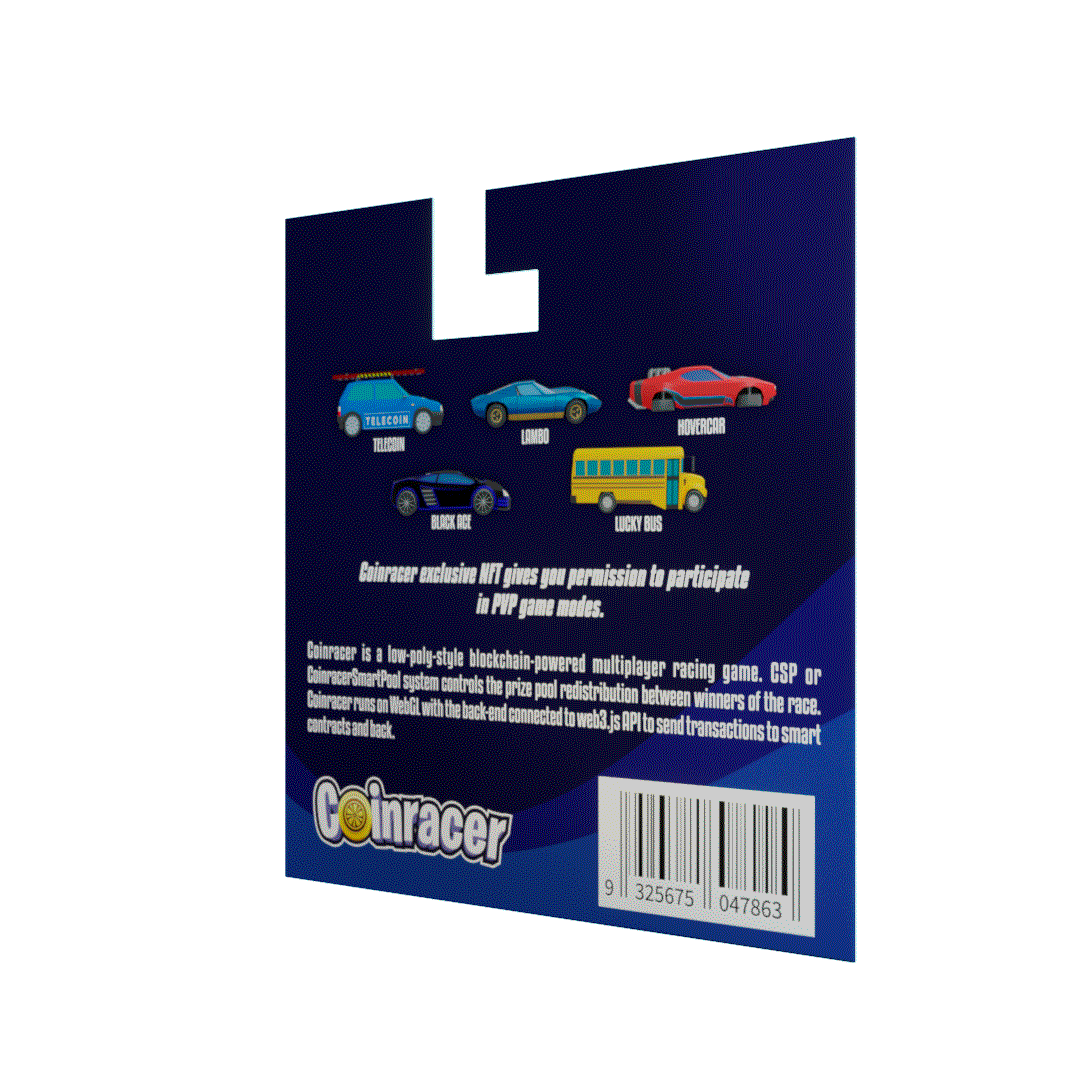 TELECOIN
TELECOIN
LAMBO
HOVERCAR
BLACK ACE
LUCKY BUS
Coinracer exclusive NFT gives you permission to participate
in PVP game modes.
Coinracer is a low-poly-style blockchain-powered multiplayer racing game. CSP or
CoinracerSmartPool system controls the prize pool redistribution between winners of the race.
Coinracer runs on WebGL with the back-end connected to web3.js API to send transactions to smart
contracts and back.
Coinracer
9 325675 047863